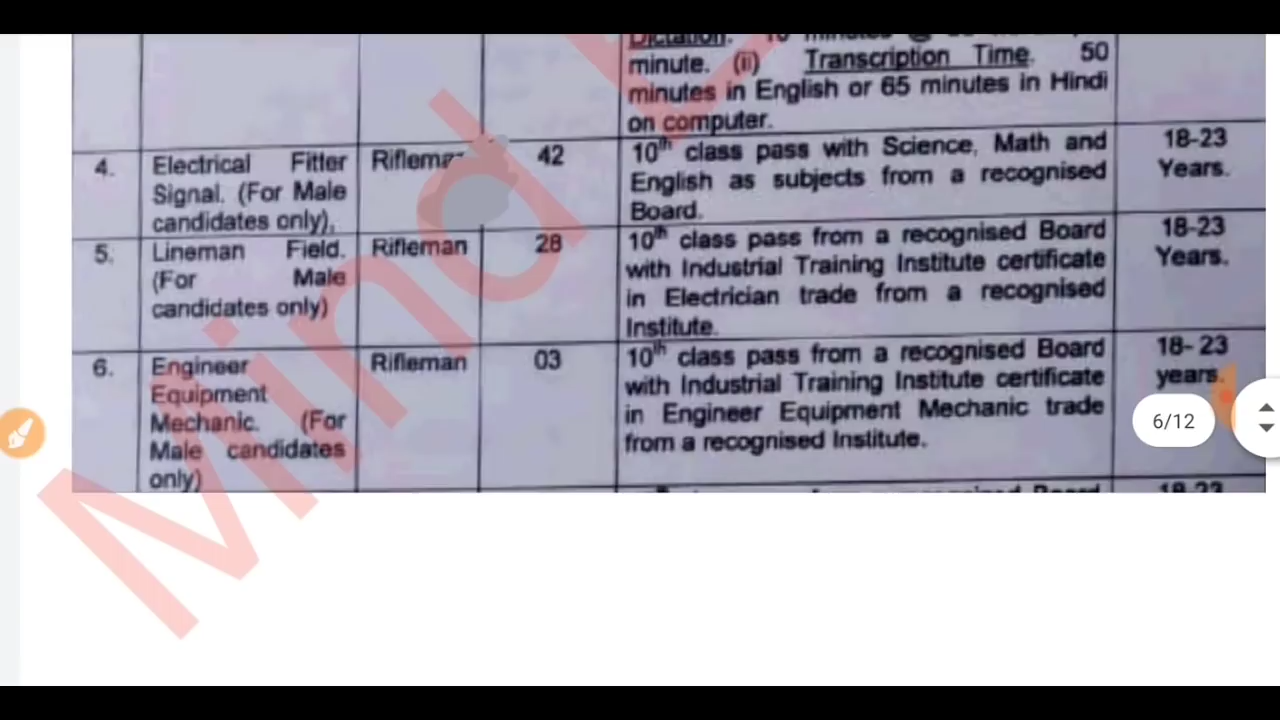 minute. (ii) Transcription Time. 50
minutes in English or 65 minutes in Hindi
on computer.
4. Electrical Fitter Signal. (For Male candidates only), Rifleman 42 10th class pass with Science, Math and English as subjects from a recognised Board. 18-23 Years.
5. Lineman Field. (For Male candidates only) Rifleman 28 10th class pass from a recognised Board with Industrial Training Institute certificate in Electrician trade from a recognised Institute. 18-23 Years.
6. Engineer Equipment Mechanic. (For Male candidates only) Rifleman 03 10th class pass from a recognised Board with Industrial Training Institute certificate in Engineer Equipment Mechanic trade from a recognised Institute. 18- 23 years.
6/12
Mind